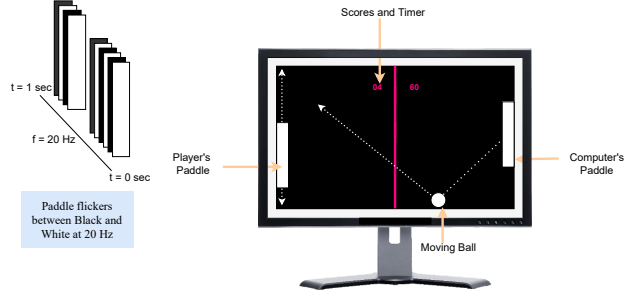 Scores and Timer
t = 1 sec
04 60
f = 20 Hz
Player's
Paddle
Computer's
Paddle
t = 0 sec
Paddle flickers
between Black and
White at 20 Hz
Moving Ball